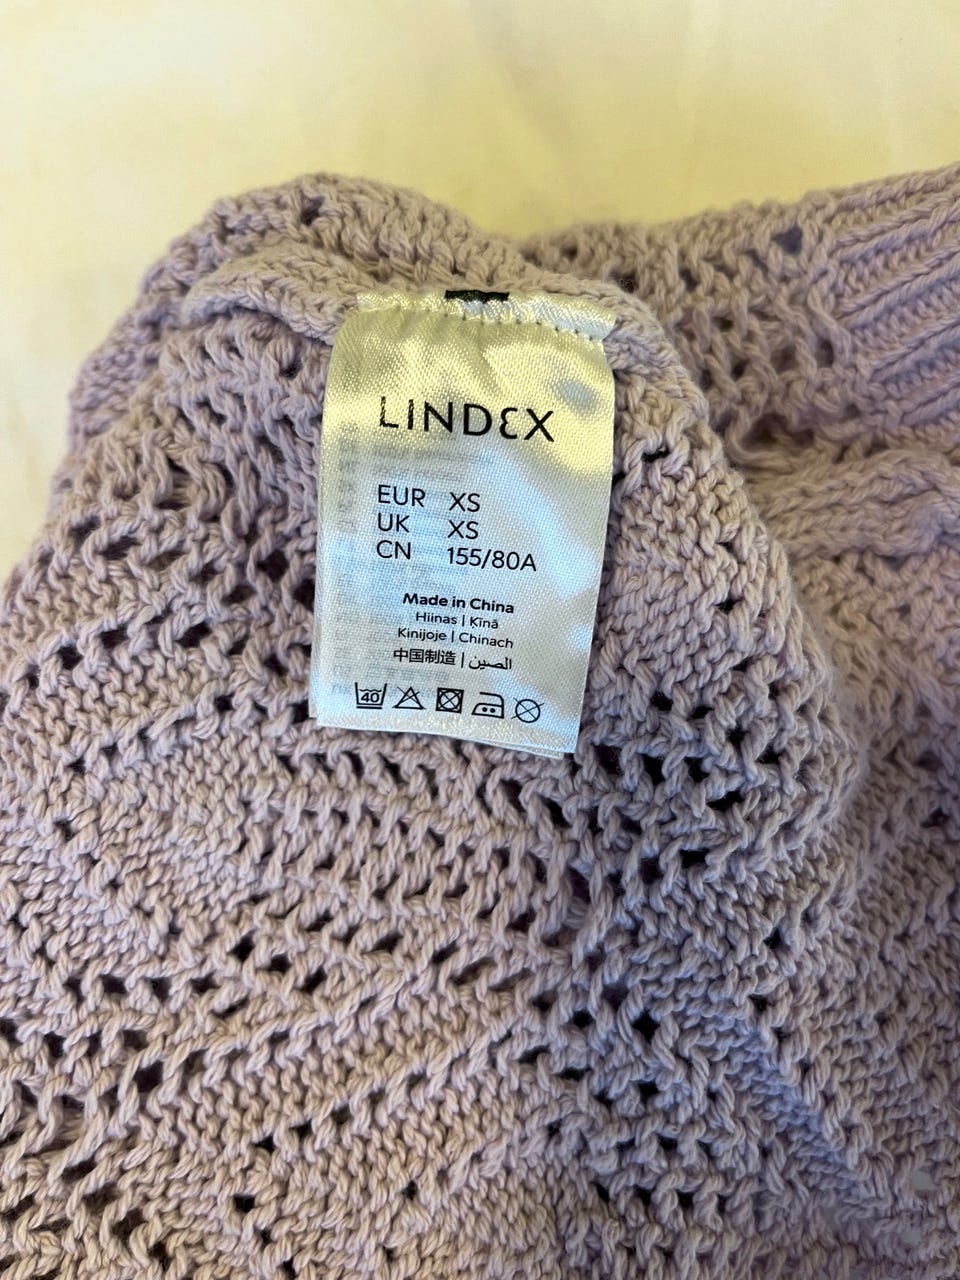 LINDEX
EUR XS
UK XS
CN 155/80A
Made in China
Hiinas | Ķīnā
Kinijoje | Chinach
中国制造 | الصين
40